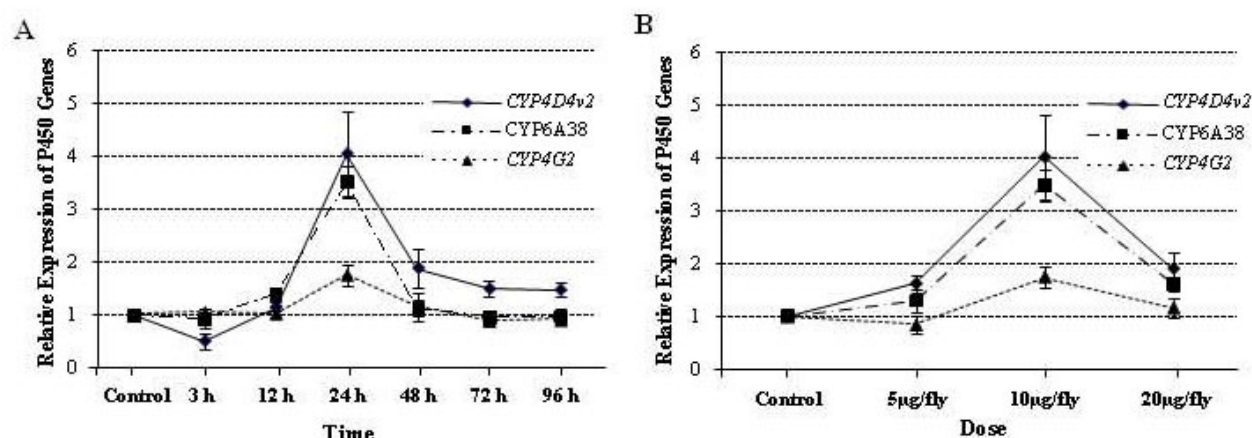 A
Relative Expression of P450 Genes
6
5
4
3
2
1
0
CYP4D4v2
CYP6A38
CYP4G2
Control 3 h 12 h 24 h 48 h 72 h 96 h
Time
B
Relative Expression of P450 Genes
6
5
4
3
2
1
0
CYP4D4v2
CYP6A38
CYP4G2
Control 5μg/fly 10μg/fly 20μg/fly
Dose